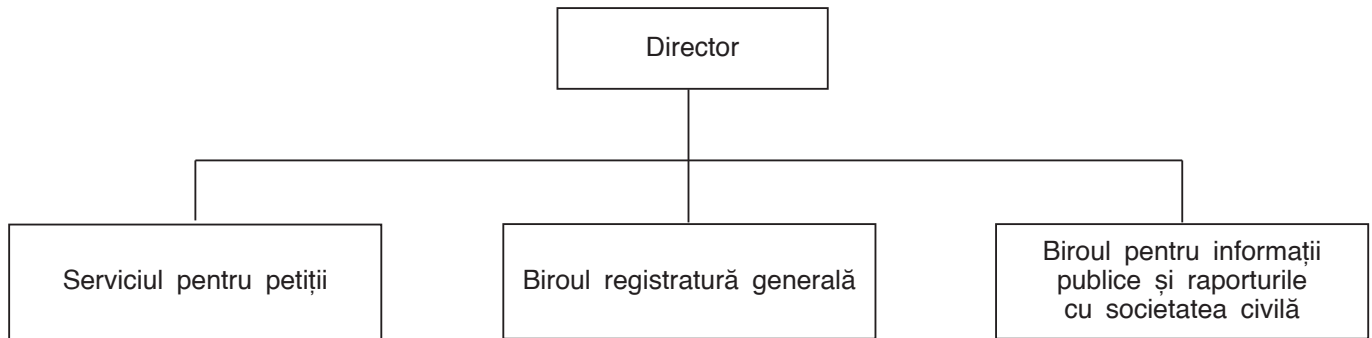 Director
Serviciul pentru petiții
Biroul registratură generală
Biroul pentru informații
publice și raporturile
cu societatea civilă